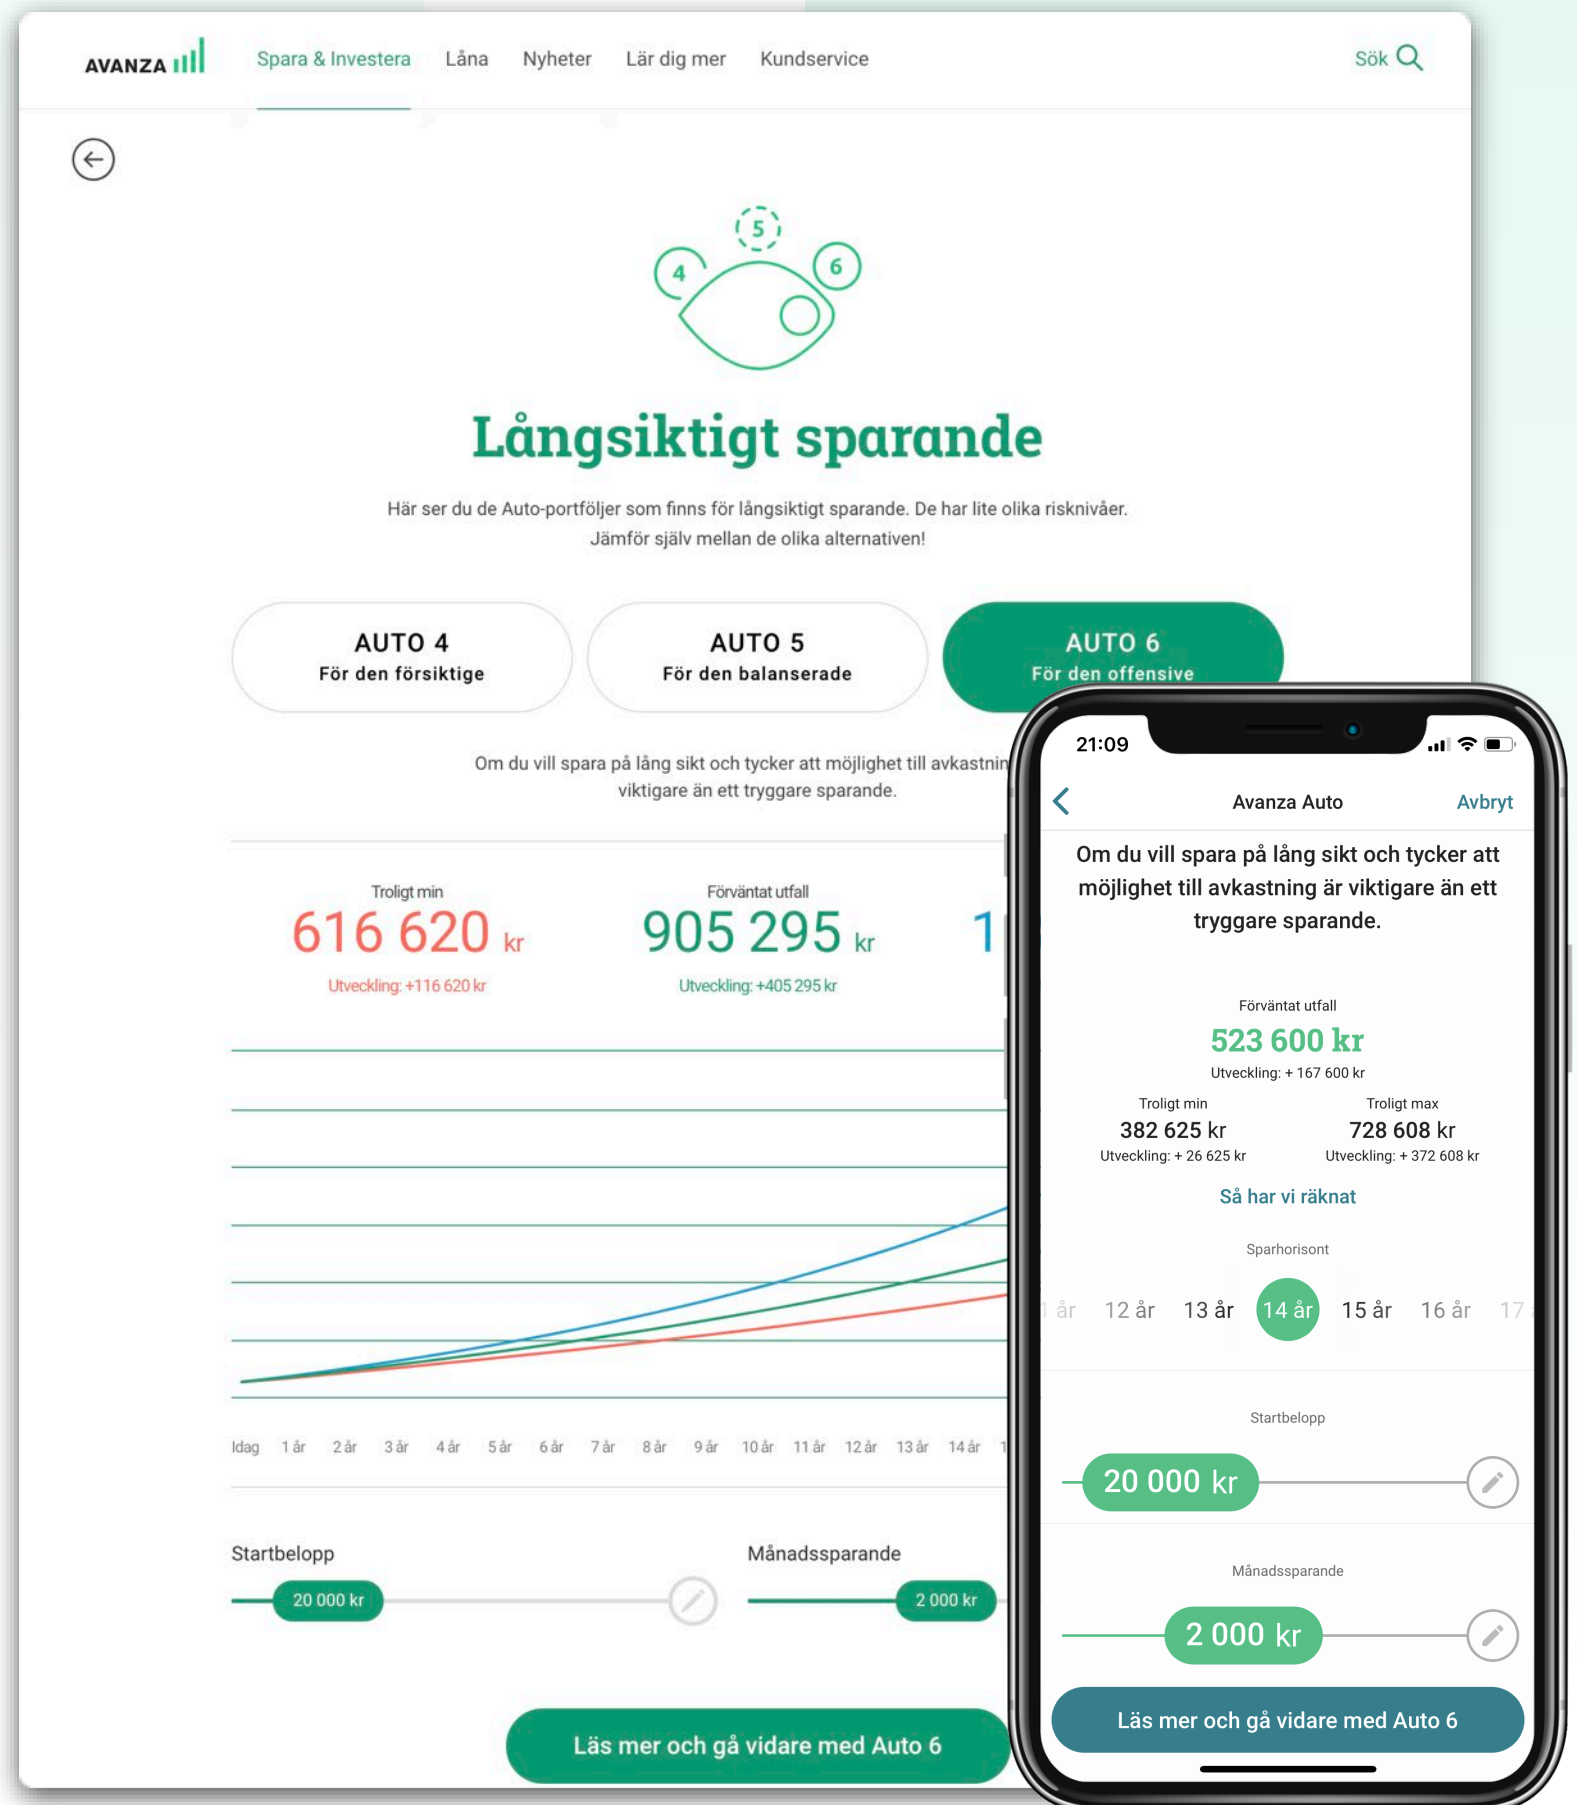 AVANZA
Spara & Investera
Låna
Nyheter
Lär dig mer
Kundservice
Sök
5
4
6
Långsiktigt sparande
Här ser du de Auto-portföljer som finns för långsiktigt sparande. De har lite olika risknivåer.
Jämför själv mellan de olika alternativen!
AUTO 4
För den försiktige
AUTO 5
För den balanserade
AUTO 6
För den offensive
Om du vill spara på lång sikt och tycker att möjlighet till
viktigare än ett tryggare sparande.
Troligt min
616 620 kr
Utveckling: +116 620 kr
Förväntat utfall
905 295 kr
Utveckling: +405 295 kr
1
Idag 1 år 2 år 3 år 4 år 5 år 6 år 7 år 8 år 9 år 10 år 11 år 12 år 13 år 14 år 1
Startbelopp
20 000 kr
Månadssparande
2 000 kr
Läs mer och gå vidare med Auto 6
21:09
Avanza Auto
Avbryt
Om du vill spara på lång sikt och tycker att
möjlighet till avkastning är viktigare än ett
tryggare sparande.
Förväntat utfall
523 600 kr
Utveckling: + 167 600 kr
Troligt min
382 625 kr
Utveckling: + 26 625 kr
Troligt max
728 608 kr
Utveckling: + 372 608 kr
Så har vi räknat
Sparhorisont
år 12 år 13 år 14 år 15 år 16 år 17
Startbelopp
20 000 kr
Månadssparande
2 000 kr
Läs mer och gå vidare med Auto 6